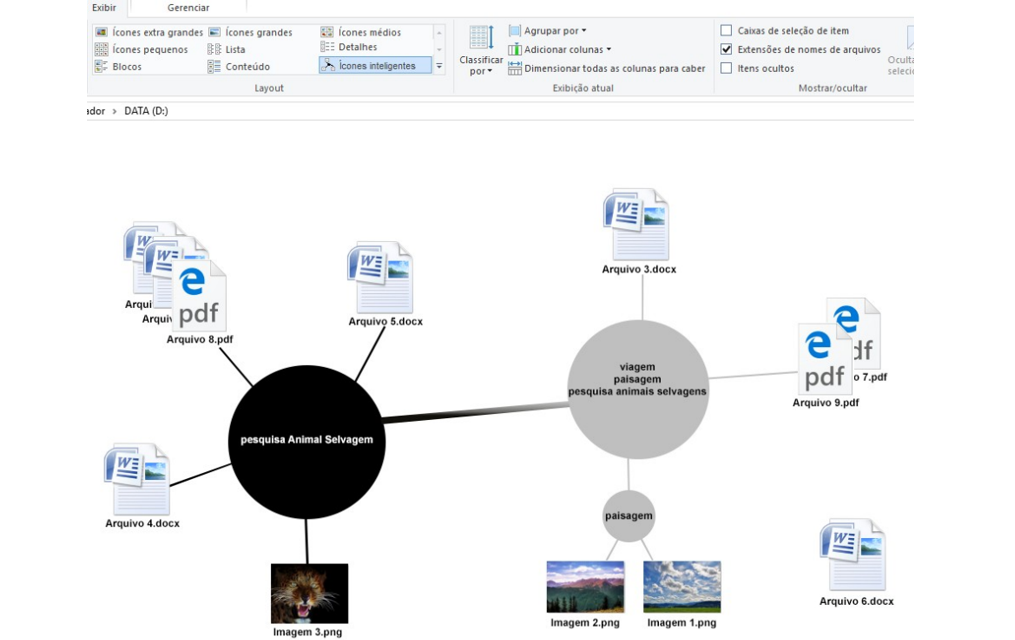 Exibir Gerenciar
Ícones extra grandes Ícones grandes Ícones médios
Ícones pequenos Lista Detalhes
Blocos Conteúdo Ícones inteligentes
Layout
Classificar por
Agrupar por
Adicionar colunas
Dimensionar todas as colunas para caber
Exibição atual
Caixas de seleção de item
Extensões de nomes de arquivos
Itens ocultos
Mostrar/ocultar
Oculta
selecio
ador > DATA (D:)
Arquivo 3.docx
Arqui
Arquiv
pdf
Arquivo 8.pdf
Arquivo 5.docx
viagem
paisagem
pesquisa animais selvagens
df
o 7.pdf
pdf
Arquivo 9.pdf
pesquisa Animal Selvagem
Arquivo 4.docx
paisagem
Arquivo 6.docx
Imagem 3.png
Imagem 2.png
Imagem 1.png